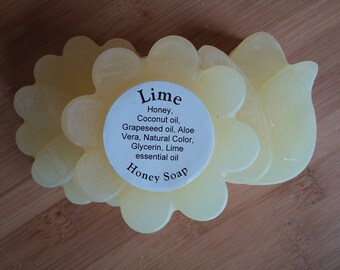 Lime
Honey,
Coconut oil,
Grapeseed oil, Aloe
Vera, Natural Color,
Glycerin, Lime
essential oil
Honey Soap